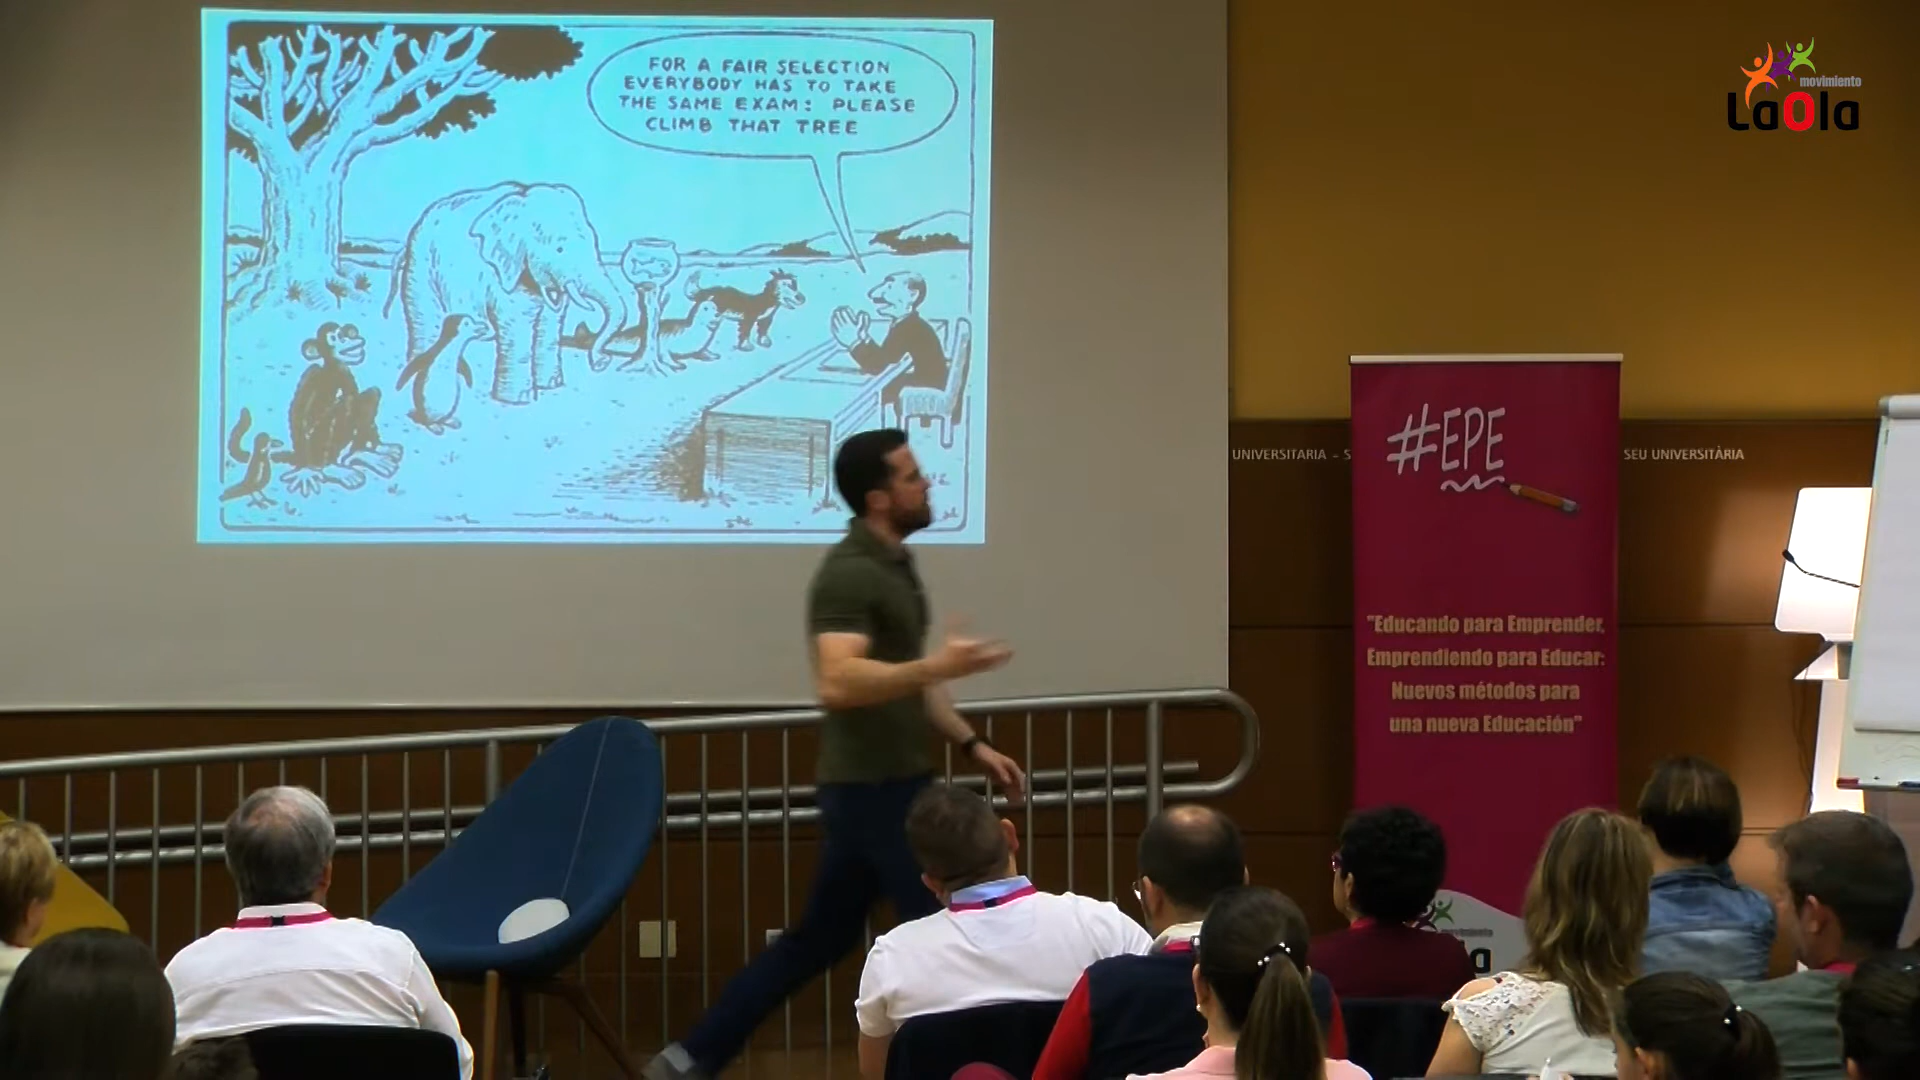 FOR A FAIR SELECTION
EVERYBODY HAS TO TAKE
THE SAME EXAM: PLEASE
CLIMB THAT TREE
movimiento
LaOla
UNIVERSITARIA - S
#EPE
SEU UNIVERSITÀRIA
"Educando para Emprender,
Emprendiendo para Educar:
Nuevos métodos para
una nueva Educación"
movimiento
a